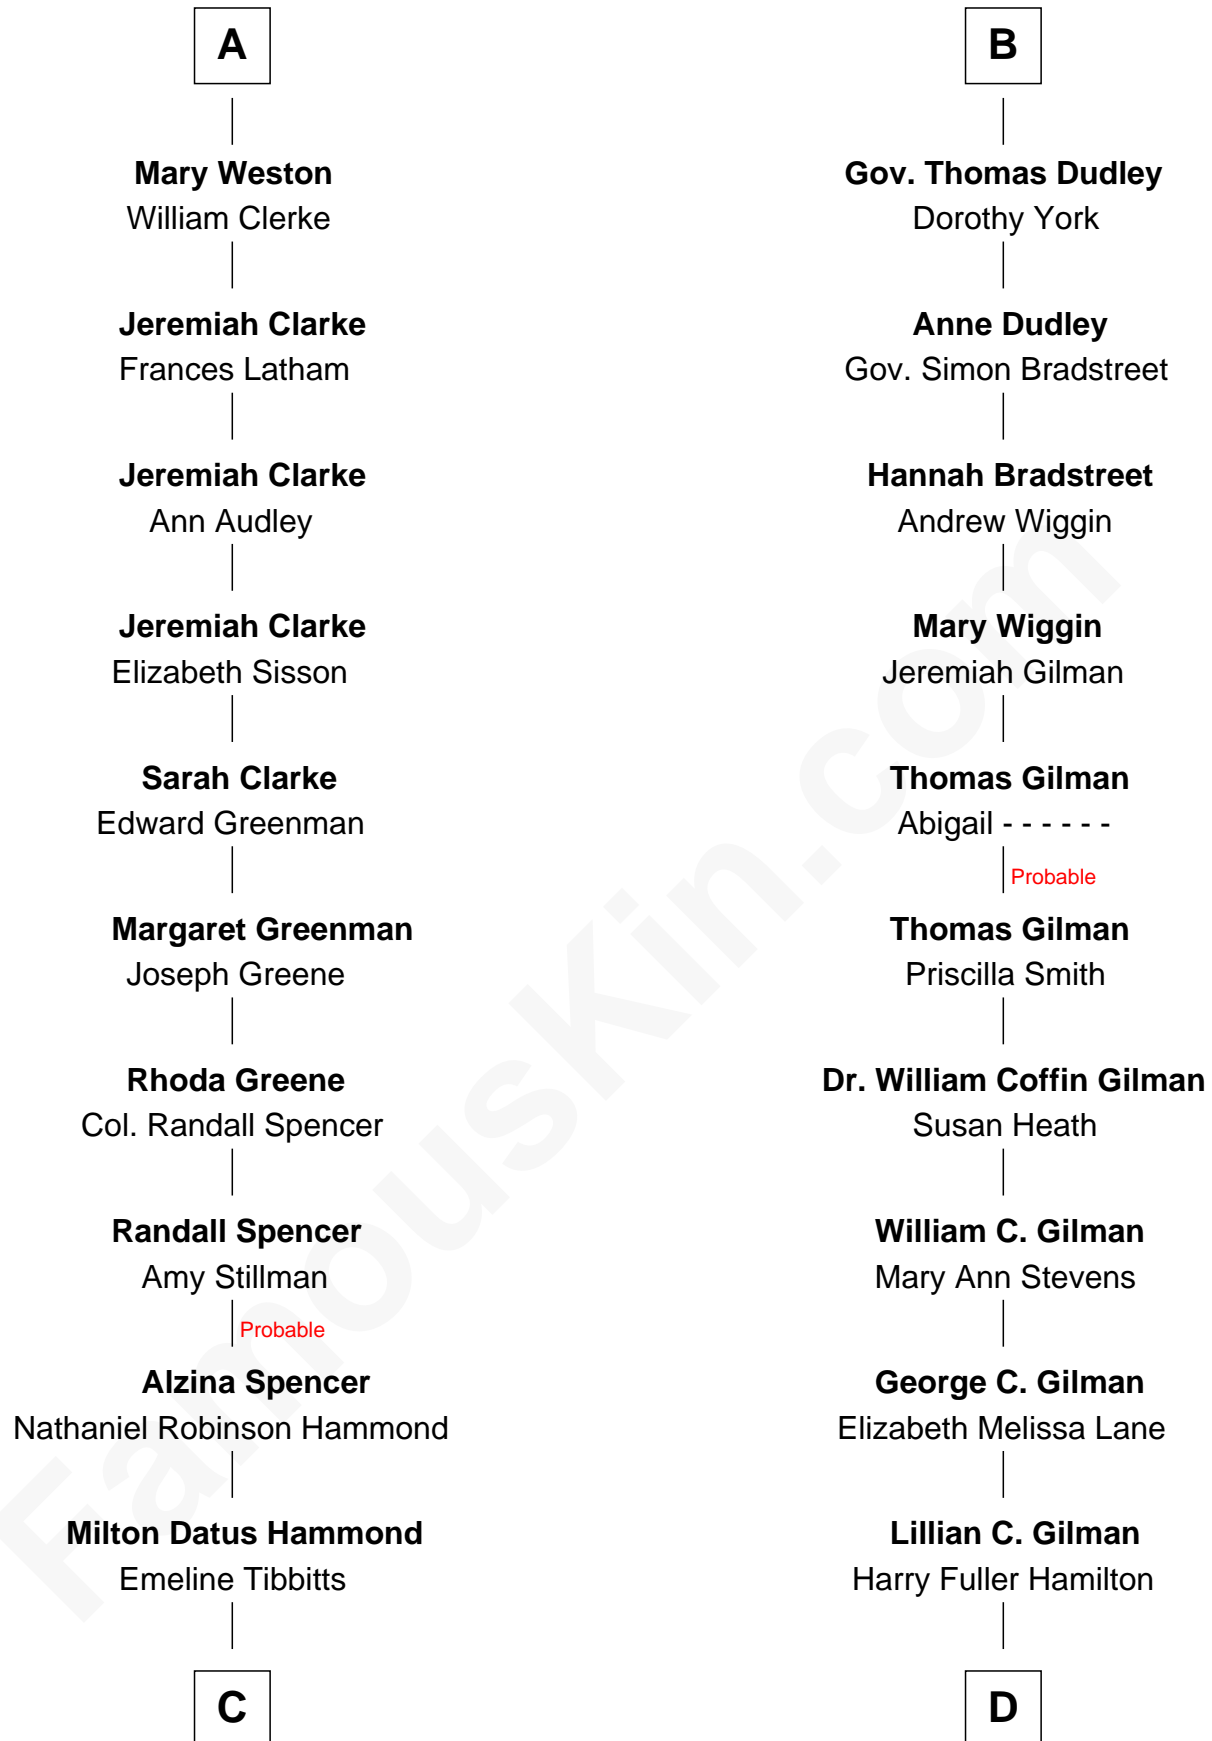 A
Mary Weston
William Clerke
Jeremiah Clarke
Frances Latham
Jeremiah Clarke
Ann Audley
Jeremiah Clarke
Elizabeth Sisson
Sarah Clarke
Edward Greenman
Margaret Greenman
Joseph Greene
Rhoda Greene
Col. Randall Spencer
Randall Spencer
Amy Stillman
Probable
Alzina Spencer
Nathaniel Robinson Hammond
Milton Datus Hammond
Emeline Tibbitts
C
B
Gov. Thomas Dudley
Dorothy York
Anne Dudley
Gov. Simon Bradstreet
Hannah Bradstreet
Andrew Wiggin
Mary Wiggin
Jeremiah Gilman
Thomas Gilman
Abigail - - - - - -
Probable
Thomas Gilman
Priscilla Smith
Dr. William Coffin Gilman
Susan Heath
William C. Gilman
Mary Ann Stevens
George C. Gilman
Elizabeth Melissa Lane
Lillian C. Gilman
Harry Fuller Hamilton
D
FamousKin.com